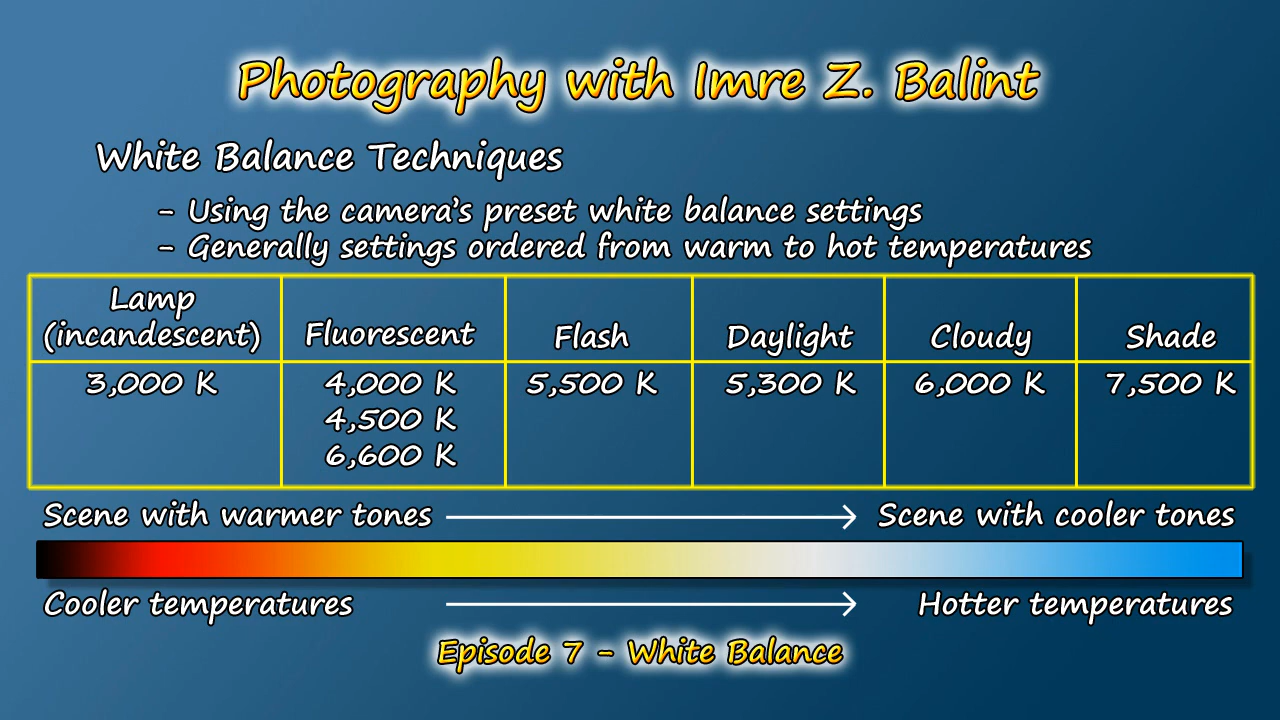 Photography with Imre Z. Balint
White Balance Techniques
- Using the camera's preset white balance settings
- Generally settings ordered from warm to hot temperatures
Lamp
(incandescent) Fluorescent Flash Daylight Cloudy Shade
3,000 K 4,000 K 5,500 K 5,300 K 6,000 K 7,500 K
4,500 K
6,600 K
Scene with warmer tones Scene with cooler tones
Cooler temperatures Hotter temperatures
Episode 7 - White Balance